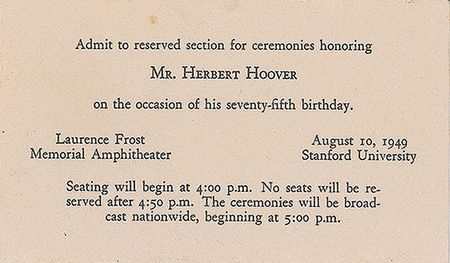 Admit to reserved section for ceremonies honoring
Mr. Herbert Hoover
on the occasion of his seventy-fifth birthday.
Laurence Frost
Memorial Amphitheater
August 10, 1949
Stanford University
Seating will begin at 4:00 p.m. No seats will be re-
served after 4:50 p.m. The ceremonies will be broad-
cast nationwide, beginning at 5:00 p.m.